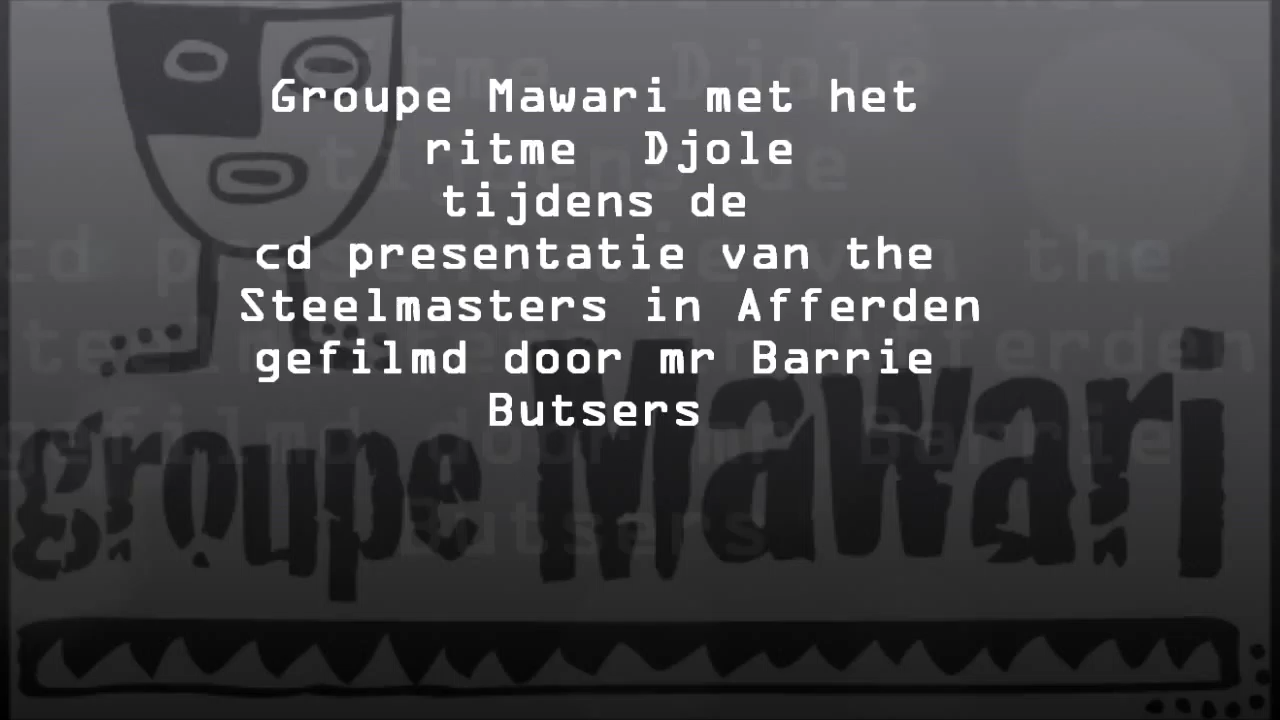 Groupe Mawari met het
ritme Djole
tijdens de
cd presentatie van the
Steelmasters in Afferden
gefilmd door mr Barrie
Butsers
groupe Mawari